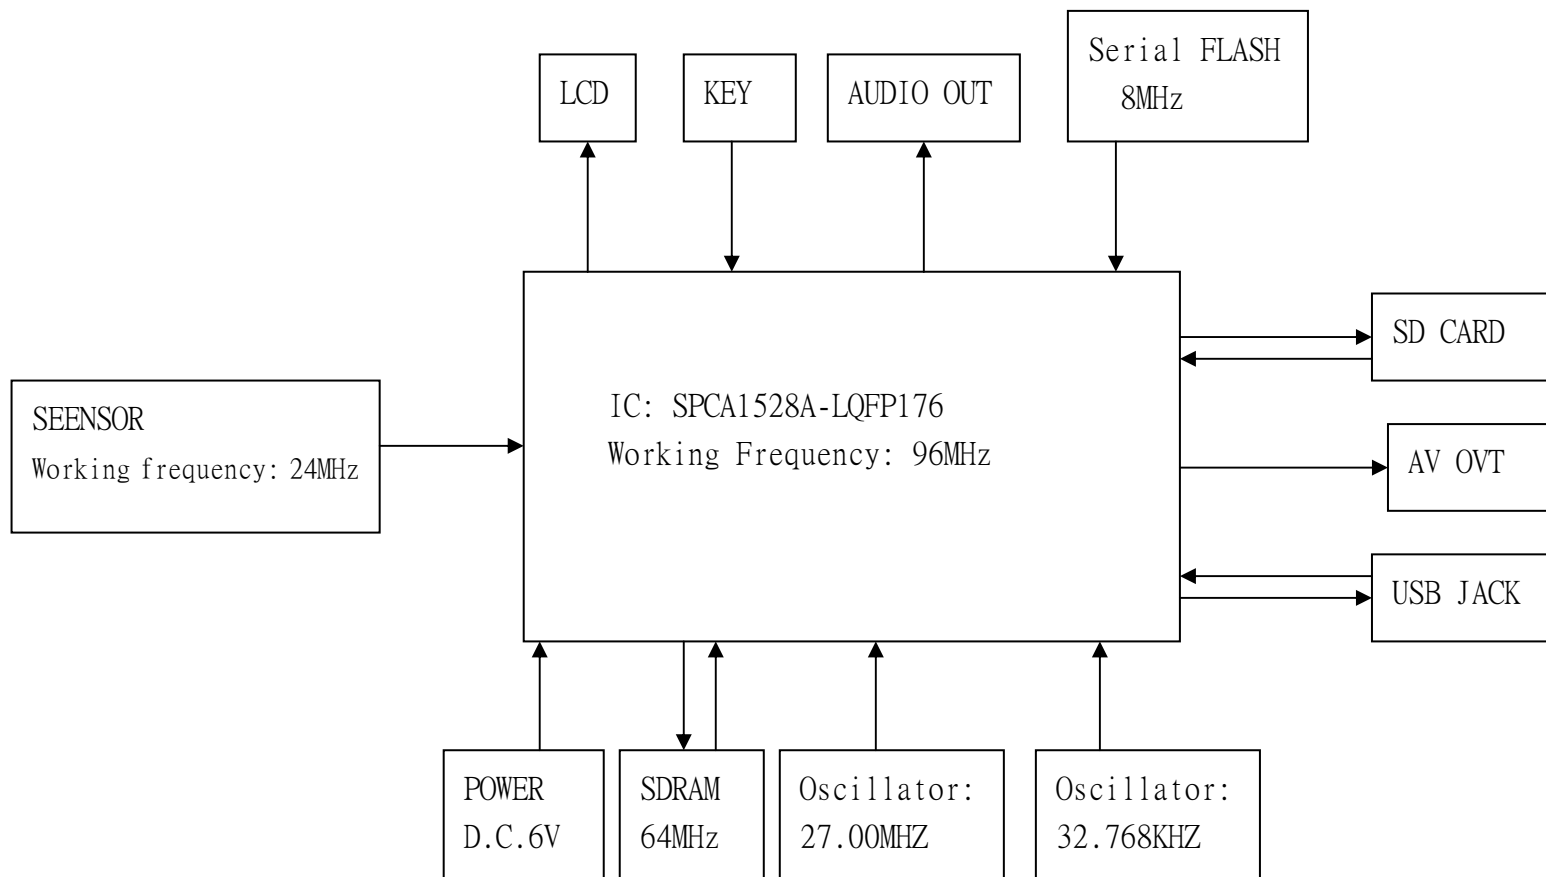 LCD
KEY
AUDIO OUT
Serial FLASH
8MHz
SD CARD
SEENSOR
Working frequency: 24MHz
IC: SPCA1528A-LQFP176
Working Frequency: 96MHz
AV OVT
USB JACK
POWER
D.C.6V
SDRAM
64MHz
Oscillator:
27.00MHZ
Oscillator:
32.768KHZ